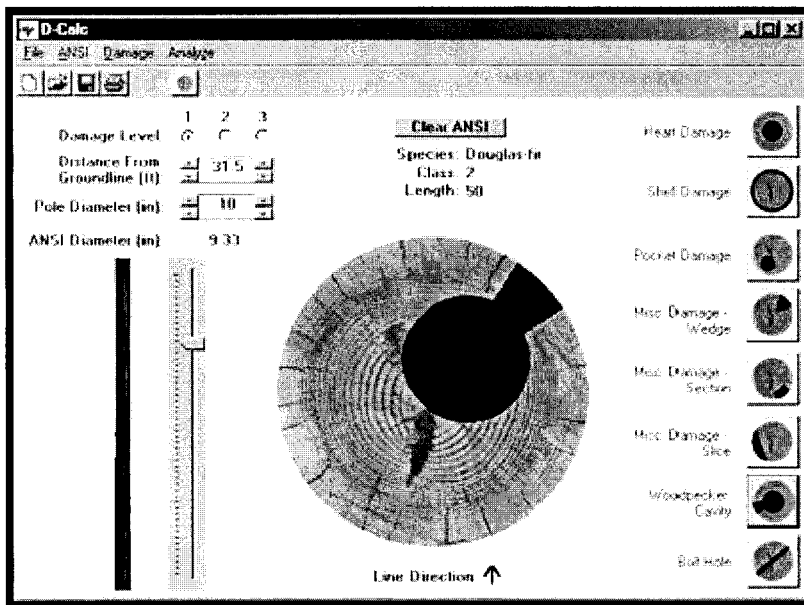 D-Calc
File ANSI Damage Analyze
1 2 3
Damage Level
Distance From
Groundline (ft)
31.5
Pole Diameter (in)
10
ANSI Diameter (in)
9.33
Clear ANSI
Species: Douglas-fir
Class: 2
Length: 50
Line Direction
Heart Damage
Shell Damage
Pocket Damage
Misc. Damage -
Wedge
Misc. Damage -
Section
Misc. Damage -
Slice
Woodpecker
Cavity
Bolt Hole